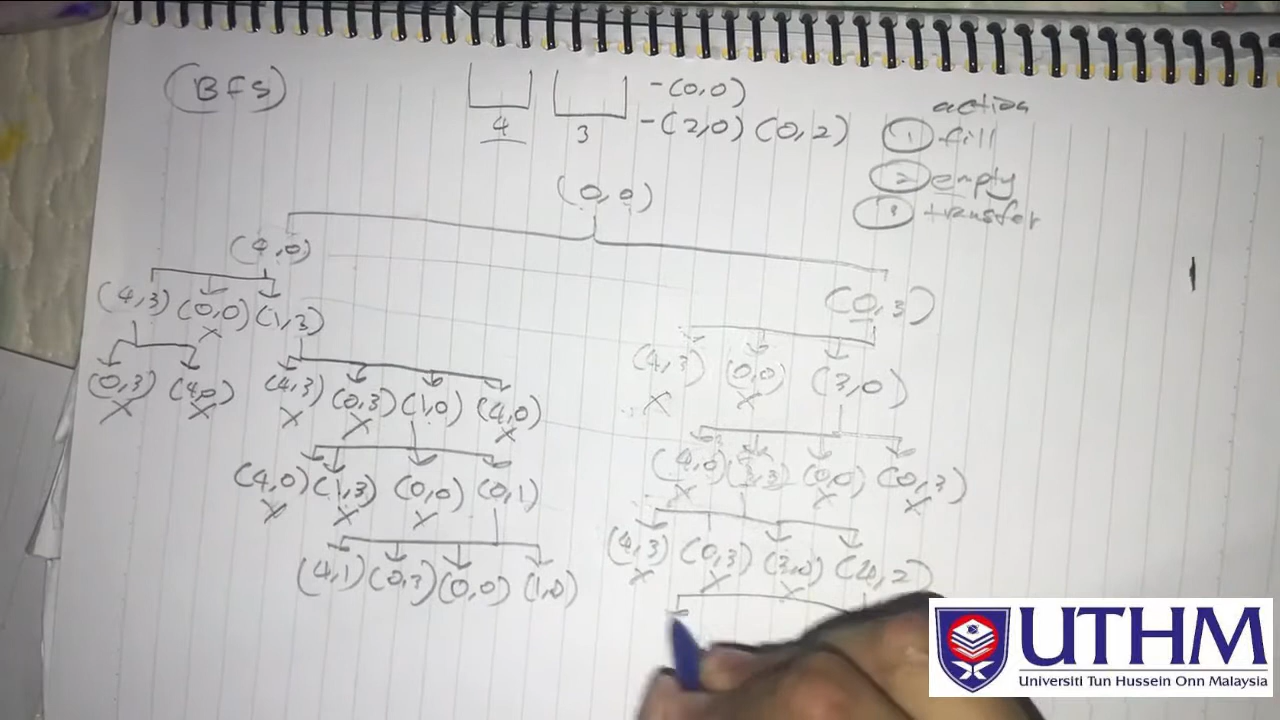 BFS
-(0,0)
4 3 -(2,0) (0,2)
action
① fill
② empty
③ transfer
(0,0)
(4,0) (0,3)
(4,3) (0,0) (1,3)
X
(4,3) (0,0) (3,0)
X X
(0,3) (4,0) (4,3) (0,3) (1,0) (4,0)
X X X X X
(4,0) (3,3) (0,0) (0,3)
X X X
(4,0) (1,3) (0,0) (0,1)
X X X
(4,3) (0,3) (3,0) (4,2)
X X X
(4,1) (0,3) (0,0) (1,0)
UTHM
Universiti Tun Hussein Onn Malaysia